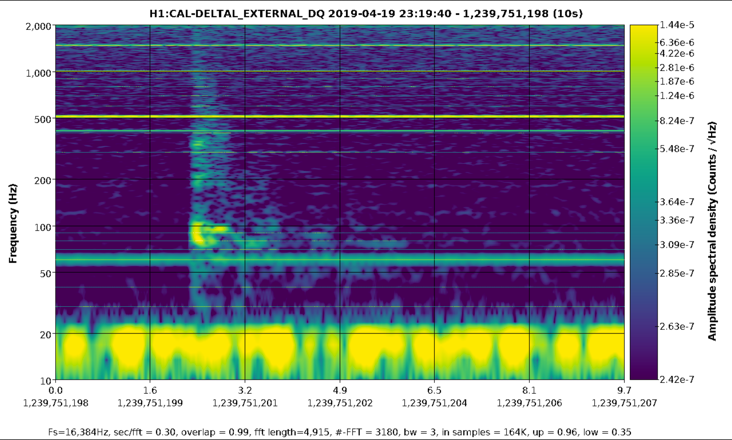 H1:CAL-DELTAL_EXTERNAL_DQ 2019-04-19 23:19:40 - 1,239,751,198 (10s)
2,000
1,000
500
200
100
50
20
10
Frequency (Hz)
0.0 1.6 3.2 4.9 6.5 8.1 9.7
1,239,751,198 1,239,751,199 1,239,751,201 1,239,751,202 1,239,751,204 1,239,751,206 1,239,751,207
1.44e-5
6.36e-6
4.22e-6
2.81e-6
1.87e-6
1.24e-6
8.24e-7
5.48e-7
3.64e-7
3.36e-7
3.09e-7
2.85e-7
2.63e-7
2.42e-7
Amplitude spectral density (Counts / √Hz)
Fs=16,384Hz, sec/fft = 0.30, overlap = 0.99, fft length=4,915, #-FFT = 3180, bw = 3, in samples = 164K, up = 0.96, low = 0.35